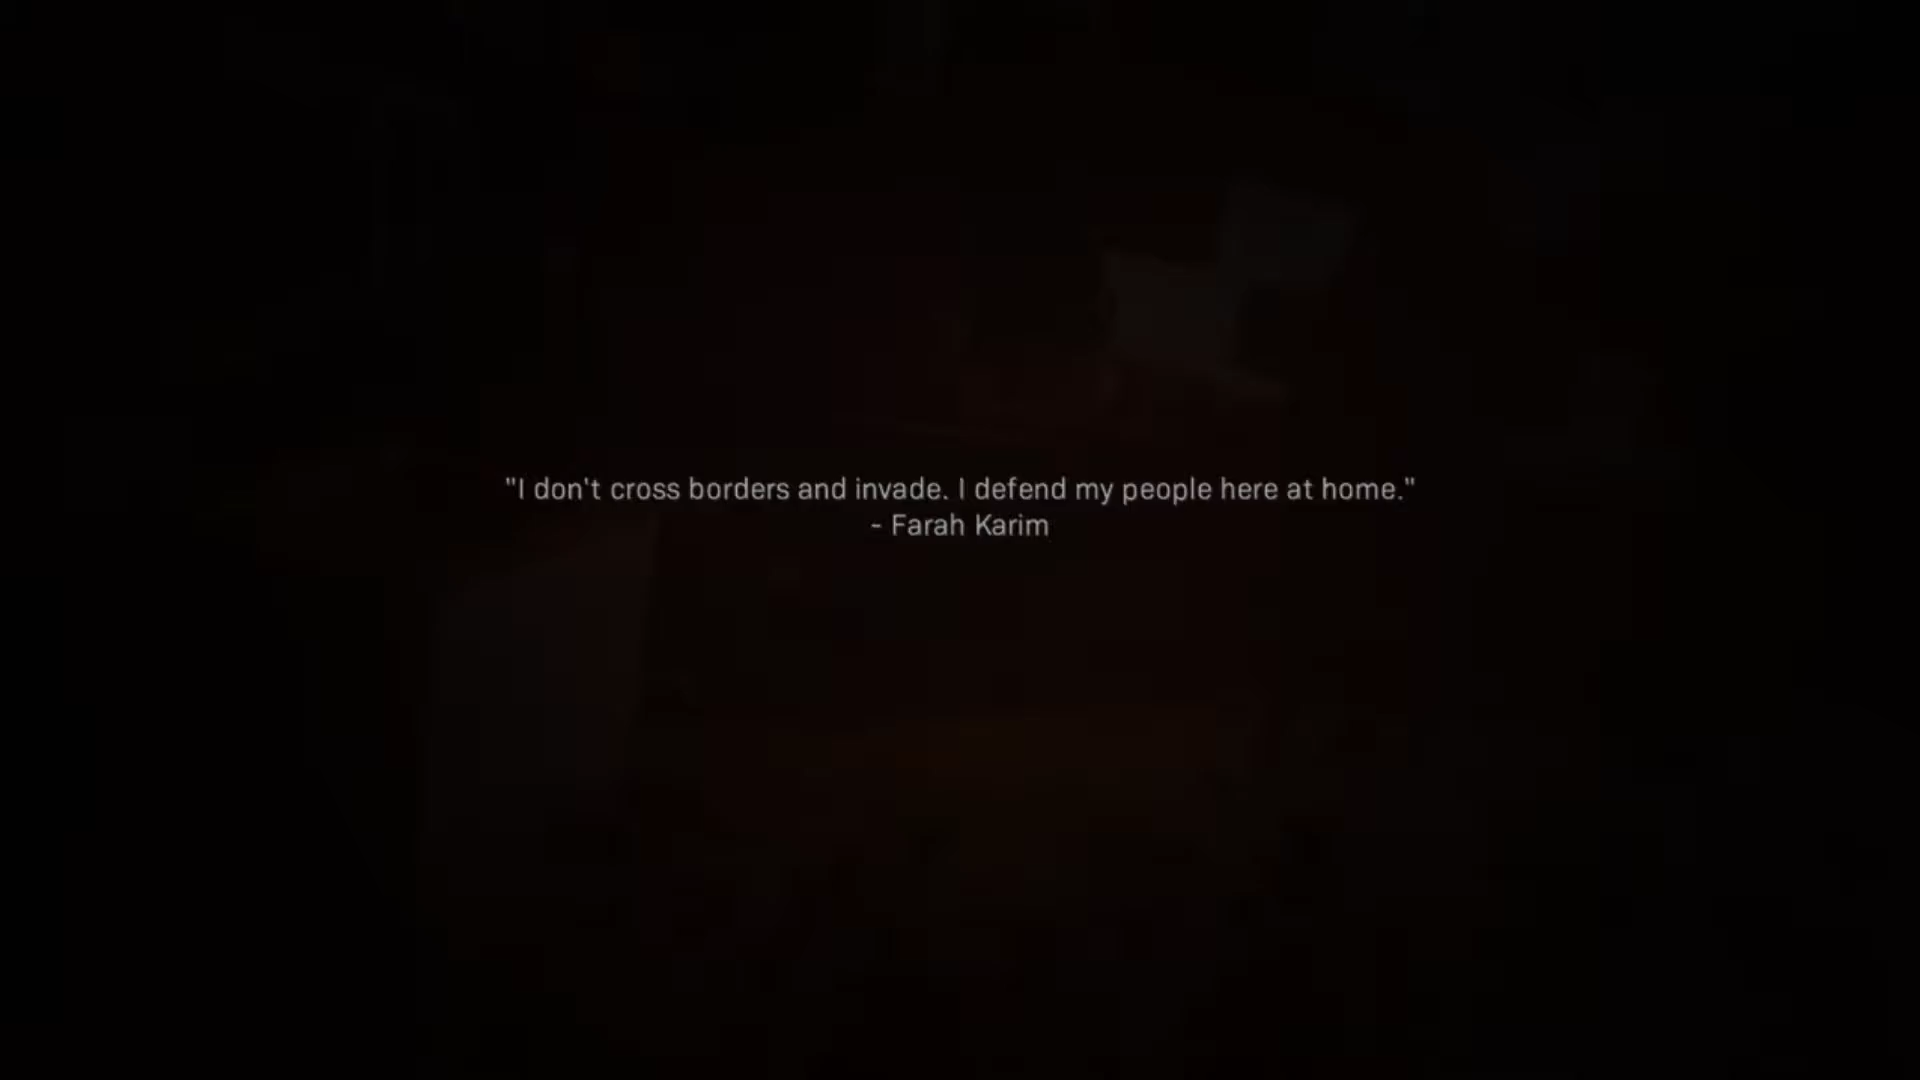 "I don't cross borders and invade. I defend my people here at home."
- Farah Karim